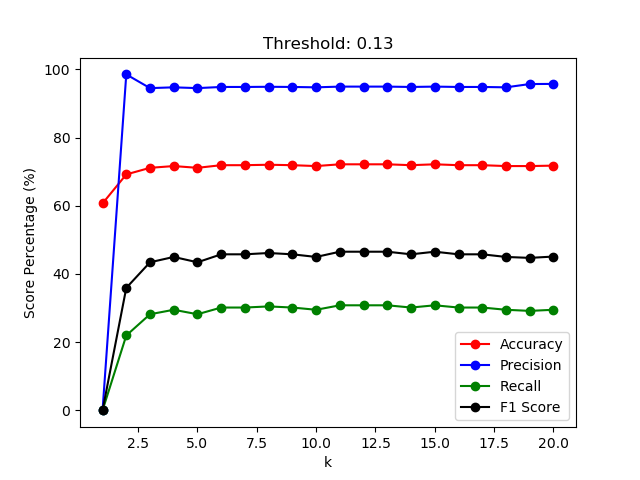 Threshold: 0.13
Score Percentage (%)
100
80
60
40
20
0
2.5 5.0 7.5 10.0 12.5 15.0 17.5 20.0
k
Accuracy
Precision
Recall
F1 Score